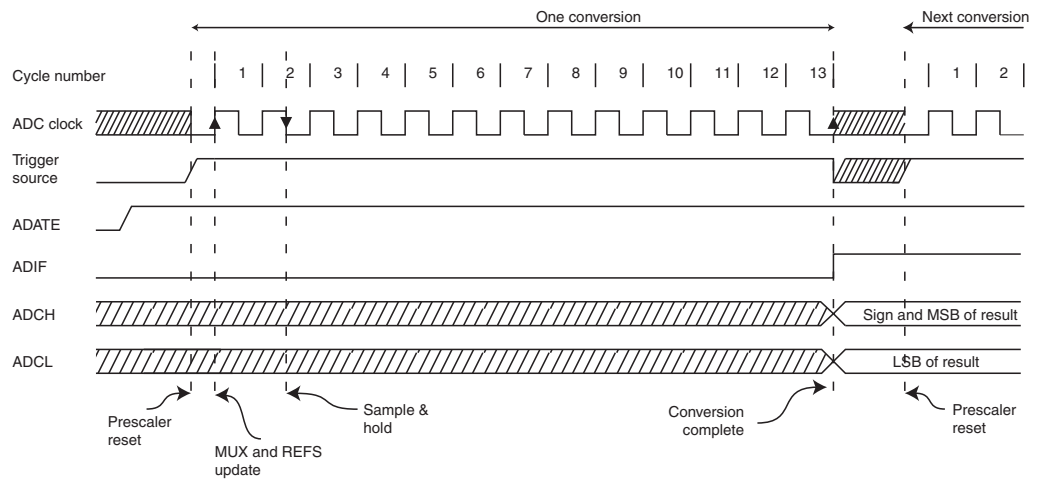 One conversion
Next conversion
Cycle number
1 2 3 4 5 6 7 8 9 10 11 12 13 1 2
ADC clock
Trigger
source
ADATE
ADIF
ADCH
Sign and MSB of result
ADCL
LSB of result
Prescaler
reset
MUX and REFS
update
Sample &
hold
Conversion
complete
Prescaler
reset